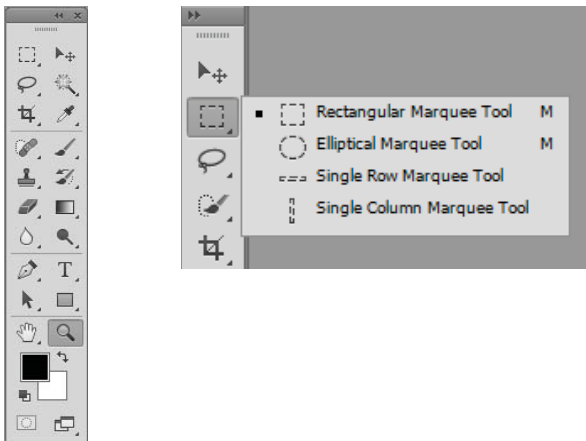 Rectangular Marquee Tool M
Elliptical Marquee Tool M
Single Row Marquee Tool
Single Column Marquee Tool
T